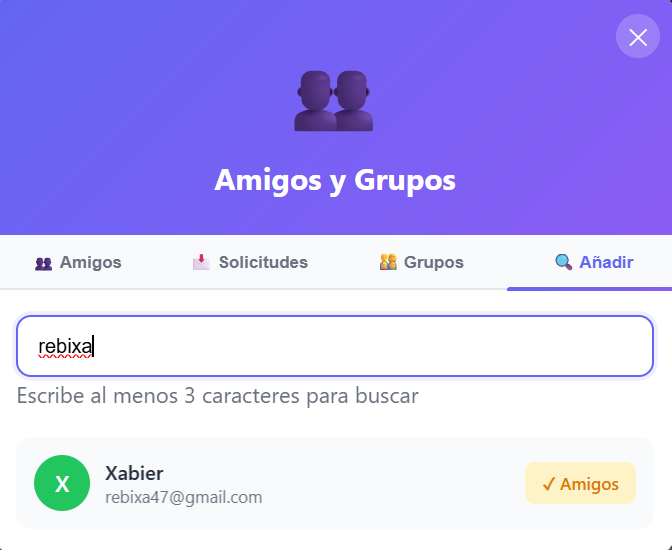 Amigos y Grupos
Amigos
Solicitudes
Grupos
Añadir
rebixa
Escribe al menos 3 caracteres para buscar
X
Xabier
rebixa47@gmail.com
✓ Amigos